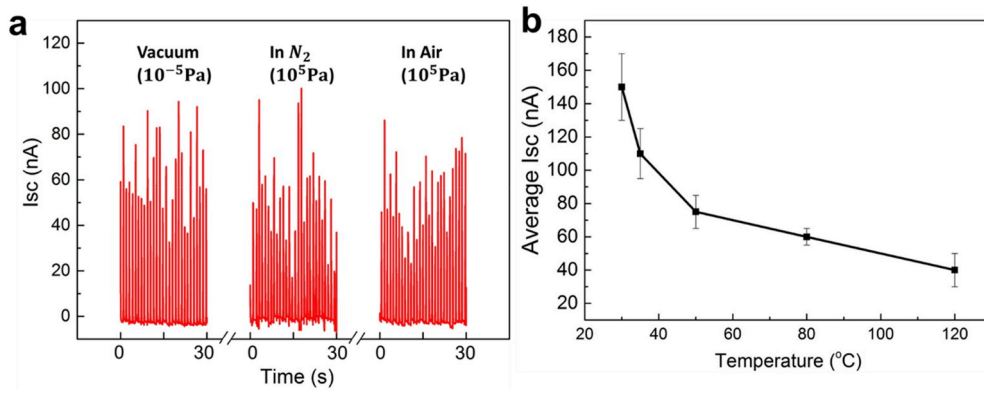 a
120
100
80
60
40
20
0
Isc (nA)
Vacuum
(10⁻⁵Pa)
In N₂
(10⁵Pa)
In Air
(10⁵Pa)
0
30
0
30
0
30
Time (s)
b
180
160
140
120
100
80
60
40
20
Average Isc (nA)
20
40
60
80
100
120
Temperature (°C)